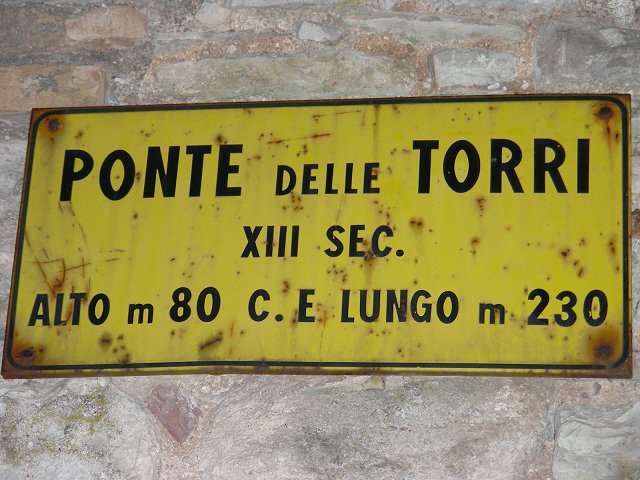 PONTE DELLE TORRI
XIII SEC.
ALTO m 80 C. E LUNGO m 230